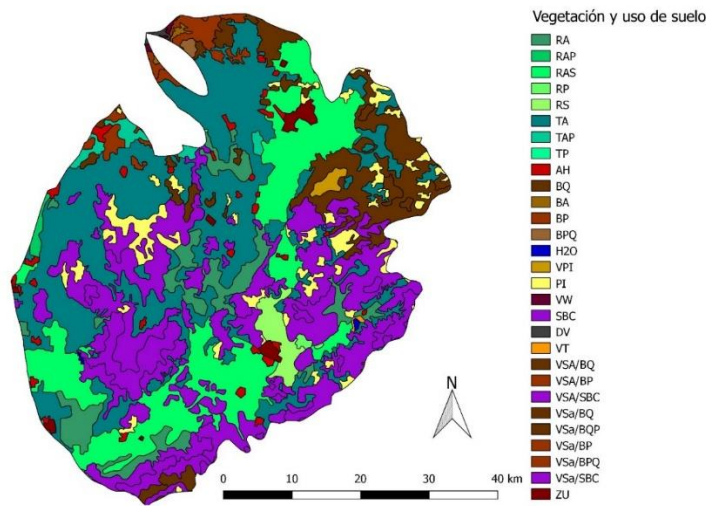 Vegetación y uso de suelo
RA
RAP
RAS
RP
RS
TA
TAP
TP
AH
BQ
BA
BP
BPQ
H2O
VPI
PI
VW
SBC
DV
VT
VSA/BQ
VSA/BP
VSA/SBC
VSa/BQ
VSa/BQP
VSa/BP
VSa/BPQ
VSa/SBC
ZU
N
0 10 20 30 40 km